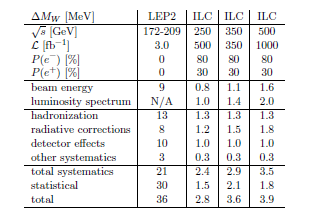 ΔM_W [MeV] LEP2 ILC ILC ILC
√s [GeV] 172-209 250 350 500
ℒ [fb⁻¹] 3.0 500 350 1000
P(e⁻) [%] 0 80 80 80
P(e⁺) [%] 0 30 30 30
beam energy 9 0.8 1.1 1.6
luminosity spectrum N/A 1.0 1.4 2.0
hadronization 13 1.3 1.3 1.3
radiative corrections 8 1.2 1.5 1.8
detector effects 10 1.0 1.0 1.0
other systematics 3 0.3 0.3 0.3
total systematics 21 2.4 2.9 3.5
statistical 30 1.5 2.1 1.8
total 36 2.8 3.6 3.9